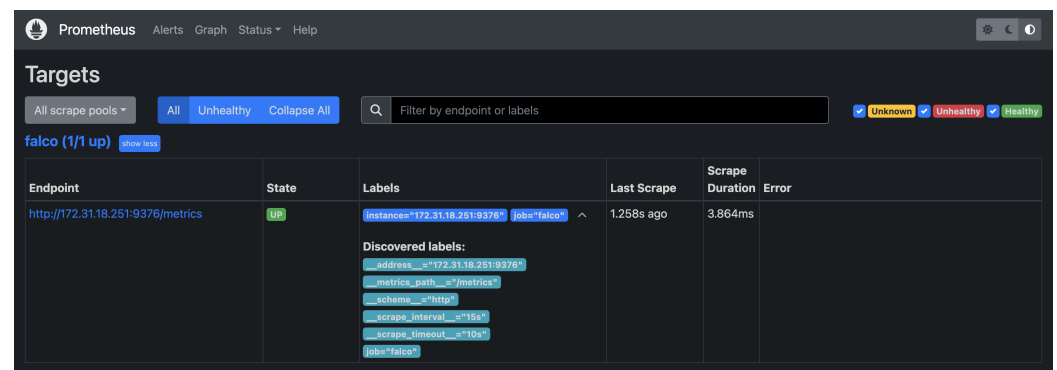 Prometheus Alerts Graph Status Help
Targets
All scrape pools All Unhealthy Collapse All Filter by endpoint or labels Unknown Unhealthy Healthy
falco (1/1 up) show less
Endpoint State Labels Last Scrape Scrape Duration Error
http://172.31.18.251:9376/metrics UP instance="172.31.18.251:9376" job="falco" 1.258s ago 3.864ms
Discovered labels:
__address__="172.31.18.251:9376"
__metrics_path__="/metrics"
__scheme__="http"
__scrape_interval__="15s"
__scrape_timeout__="10s"
job="falco"